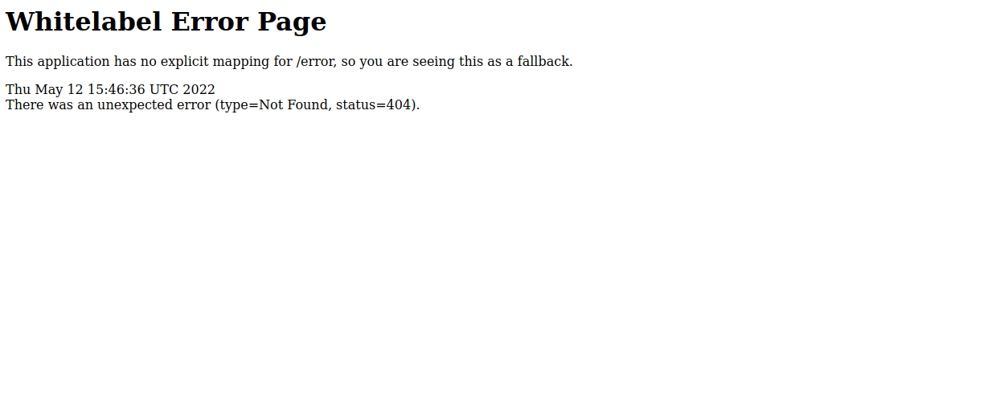 Whitelabel Error Page
This application has no explicit mapping for /error, so you are seeing this as a fallback.
Thu May 12 15:46:36 UTC 2022
There was an unexpected error (type=Not Found, status=404).